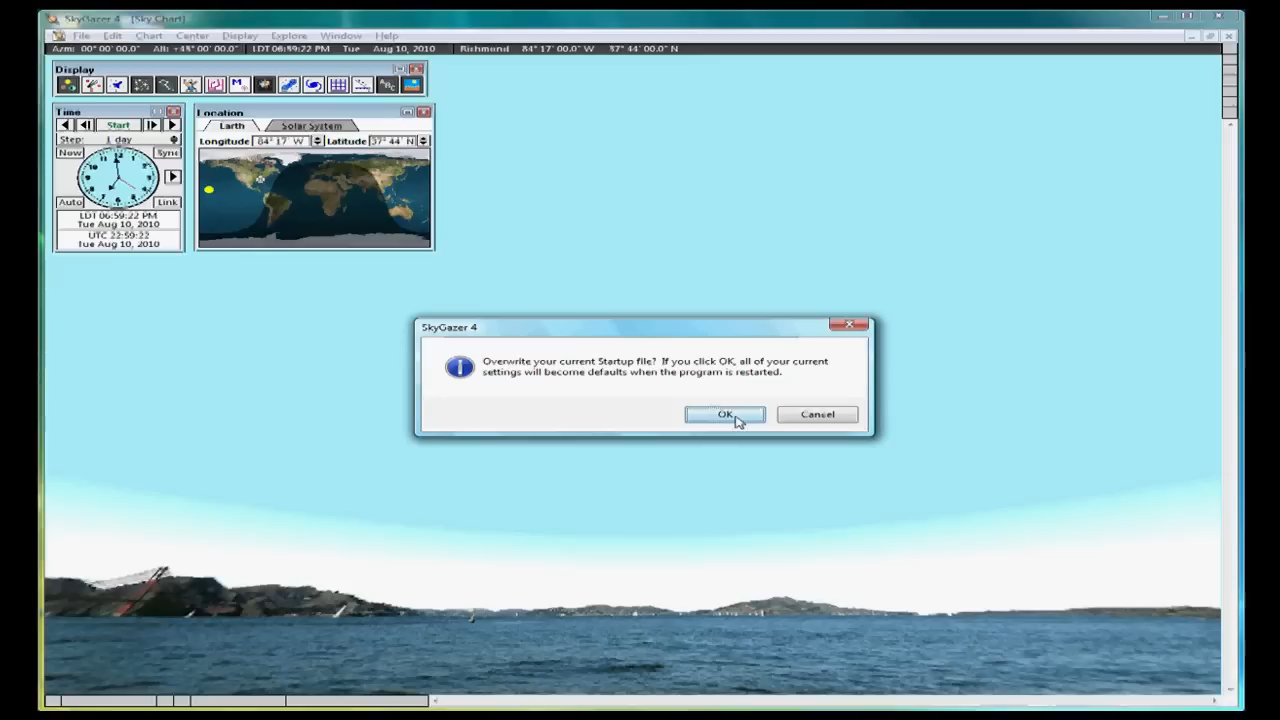 SkyGazer 4 - [Sky Chart]
File Edit Chart Center Display Explore Window Help
Azm: 00° 00' 00.0" Alt: +45° 00' 00.0" LDT 06:59:22 PM Tue Aug 10, 2010 Richmond 84° 17' 00.0" W 37° 44' 00.0" N
Display
Time
Start
Step: 1 day
Now Sync
Auto Link
LDT 06:59:22 PM
Tue Aug 10, 2010
UTC 22:59:22
Tue Aug 10, 2010
Location
Earth Solar System
Longitude 84° 17' W Latitude 37° 44' N
SkyGazer 4
Overwrite your current Startup file? If you click OK, all of your current
settings will become defaults when the program is restarted.
OK Cancel